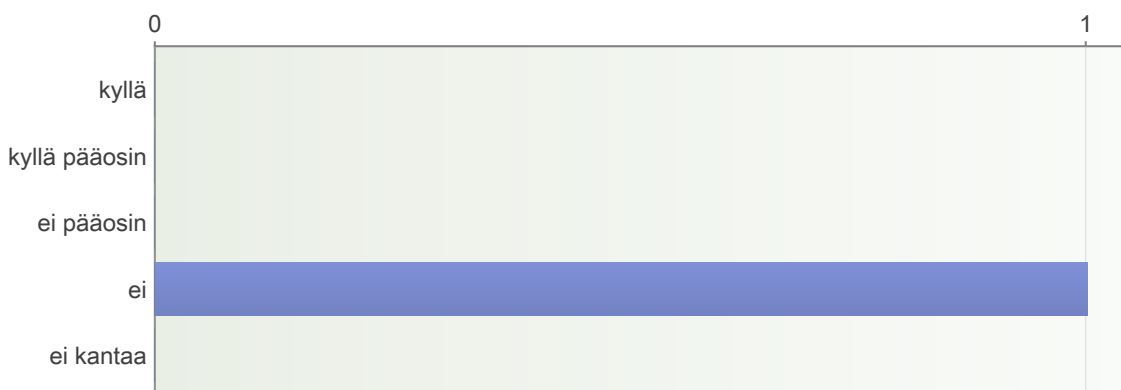 0 1
kyllä
kyllä pääosin
ei pääosin
ei
ei kantaa